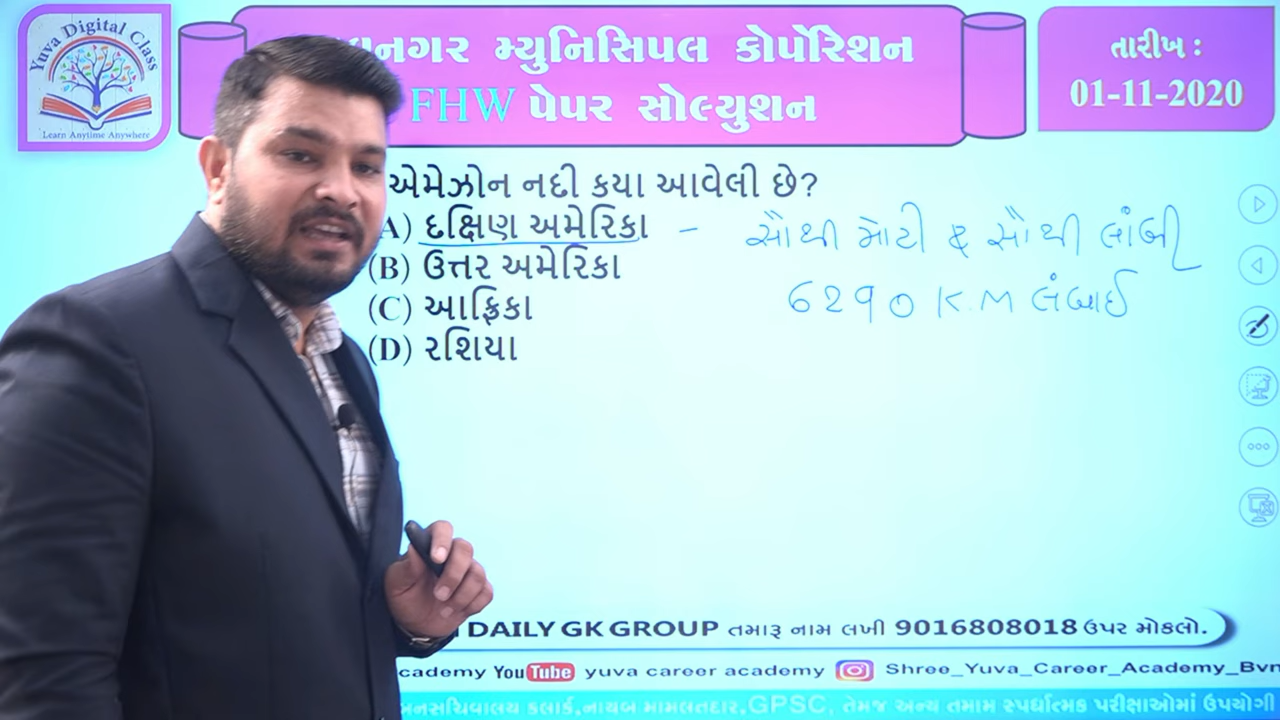 Yuva Digital Class
Learn Anytime Anywhere
નગર મ્યુનિસિપલ કોર્પોરેશન
FHW પેપર સોલ્યુશન
તારીખ :
01-11-2020
એમેઝોન નદી કયા આવેલી છે?
A) દક્ષિણ અમેરિકા - સૌથી મોટી & સૌથી લાંબી
6290 K.M લંબાઈ
(B) ઉત્તર અમેરિકા
(C) આફ્રિકા
(D) રશિયા
DAILY GK GROUP તમારૂ નામ લખી 9016808018 ઉપર મોકલો.
cademy YouTube yuva career academy Shree_Yuva_Career_Academy_Bvn
બિનસચિવાલય કલાર્ક,નાયબ મામલતદાર,GPSC, તેમજ અન્ય તમામ સ્પર્ધાત્મક પરીક્ષાઓમાં ઉપયોગી